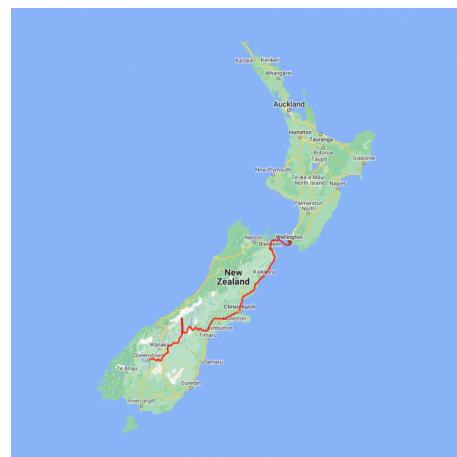 Kaitaia
Kerikeri
Whangārei
Auckland
Hamilton
Tauranga
Rotorua
Taupō
Gisborne
New Plymouth
Te Ika-a-Māui
North Island
Napier
Palmerston
North
Nelson
Wellington
Blenheim
New
Zealand
Kaikōura
Christchurch
Rolleston
Ashburton
Timaru
Wānaka
Queenstown
Oamaru
Te Anau
Dunedin
Invercargill